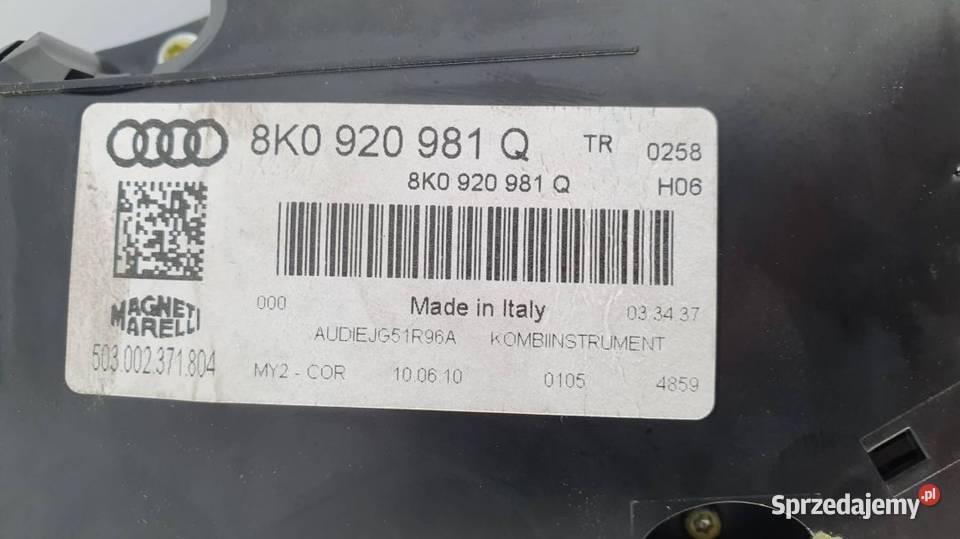 8K0 920 981 Q TR 0258
8K0 920 981 Q H06
000 Made in Italy 03 34 37
MAGNETI
MARELLI
AUDIEJG51R96A KOMBIINSTRUMENT
503.002.371.804
MY2 - COR 10.06.10 0105 4859
Sprzedajemy.pl